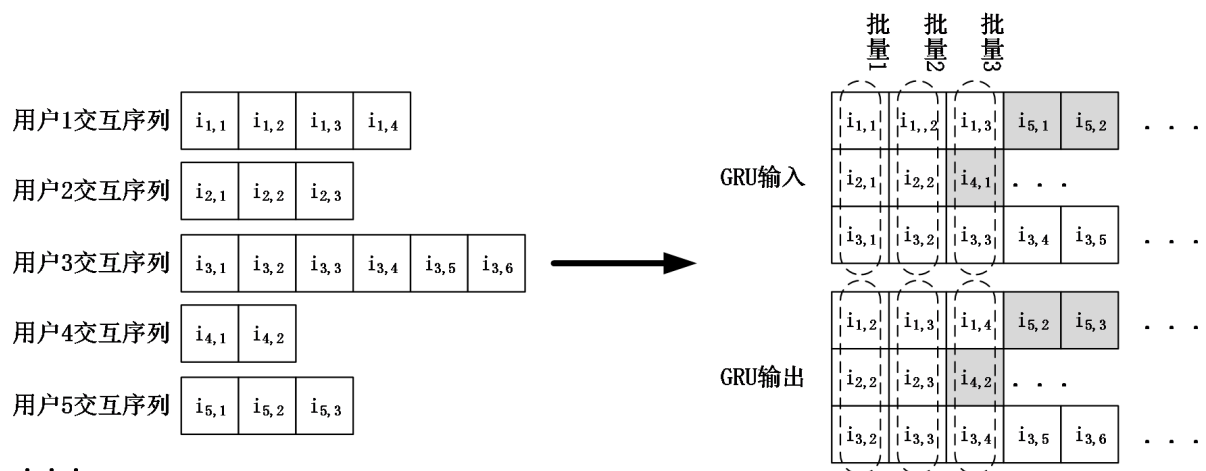 用户1交互序列 i1,1 i1,2 i1,3 i1,4
用户2交互序列 i2,1 i2,2 i2,3
用户3交互序列 i3,1 i3,2 i3,3 i3,4 i3,5 i3,6
用户4交互序列 i4,1 i4,2
用户5交互序列 i5,1 i5,2 i5,3
...
批量1 批量2 批量3
i1,1 i1,,2 i1,3 i5,1 i5,2 ...
GRU输入 i2,1 i2,2 i4,1 ...
i3,1 i3,2 i3,3 i3,4 i3,5 ...
i1,2 i1,3 i1,4 i5,2 i5,3 ...
GRU输出 i2,2 i2,3 i4,2 ...
i3,2 i3,3 i3,4 i3,5 i3,6 ...